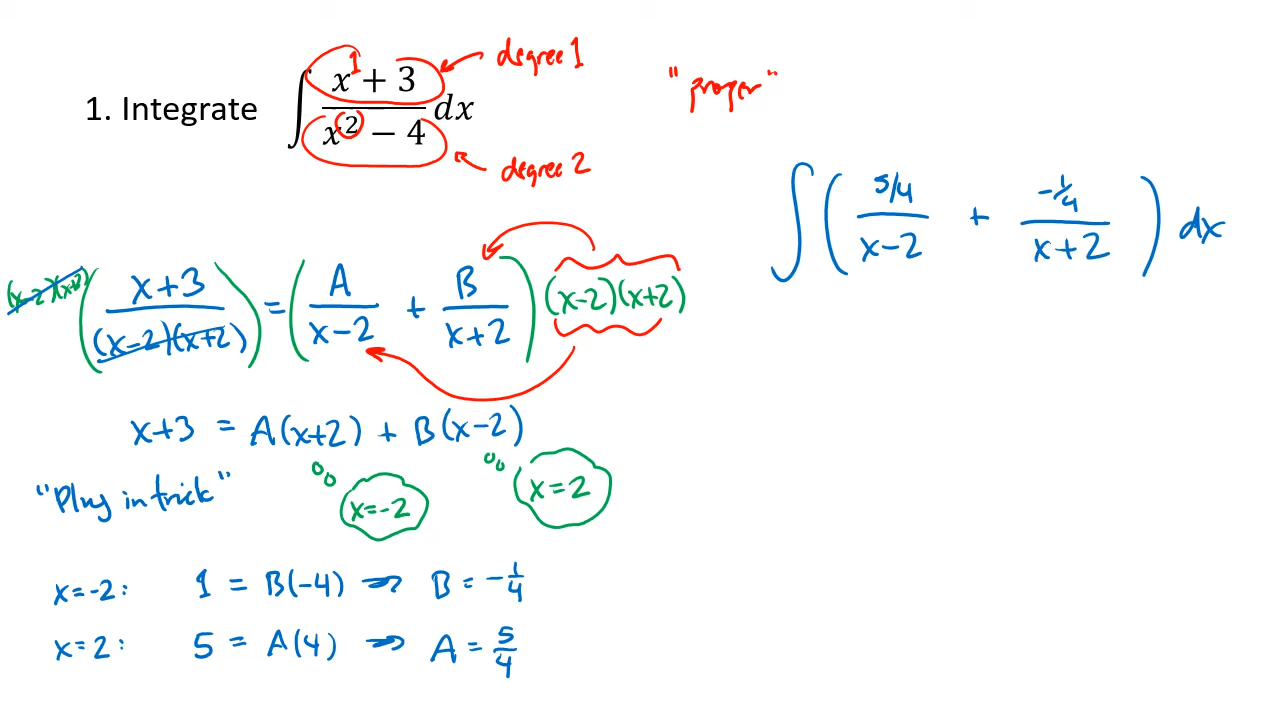 1. Integrate ∫ (x^1 + 3)/(x^2 − 4) dx
degree 1
degree 2
"proper"
∫ ( (5/4)/(x−2) + (−1/4)/(x+2) ) dx
(x−2)(x+2) ( (x+3)/((x−2)(x+2)) ) = ( A/(x−2) + B/(x+2) ) (x−2)(x+2)
x+3 = A(x+2) + B(x−2)
"Plug in trick"
x=-2
x=2
x=-2: 1 = B(-4) ⇒ B = -1/4
x=2: 5 = A(4) ⇒ A = 5/4